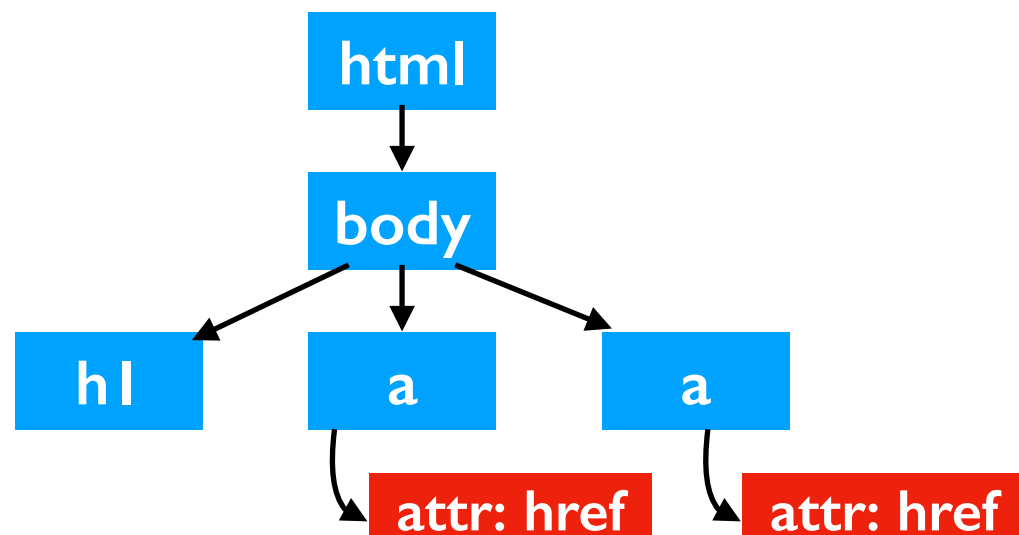 html
body
h1
a
a
attr: href
attr: href